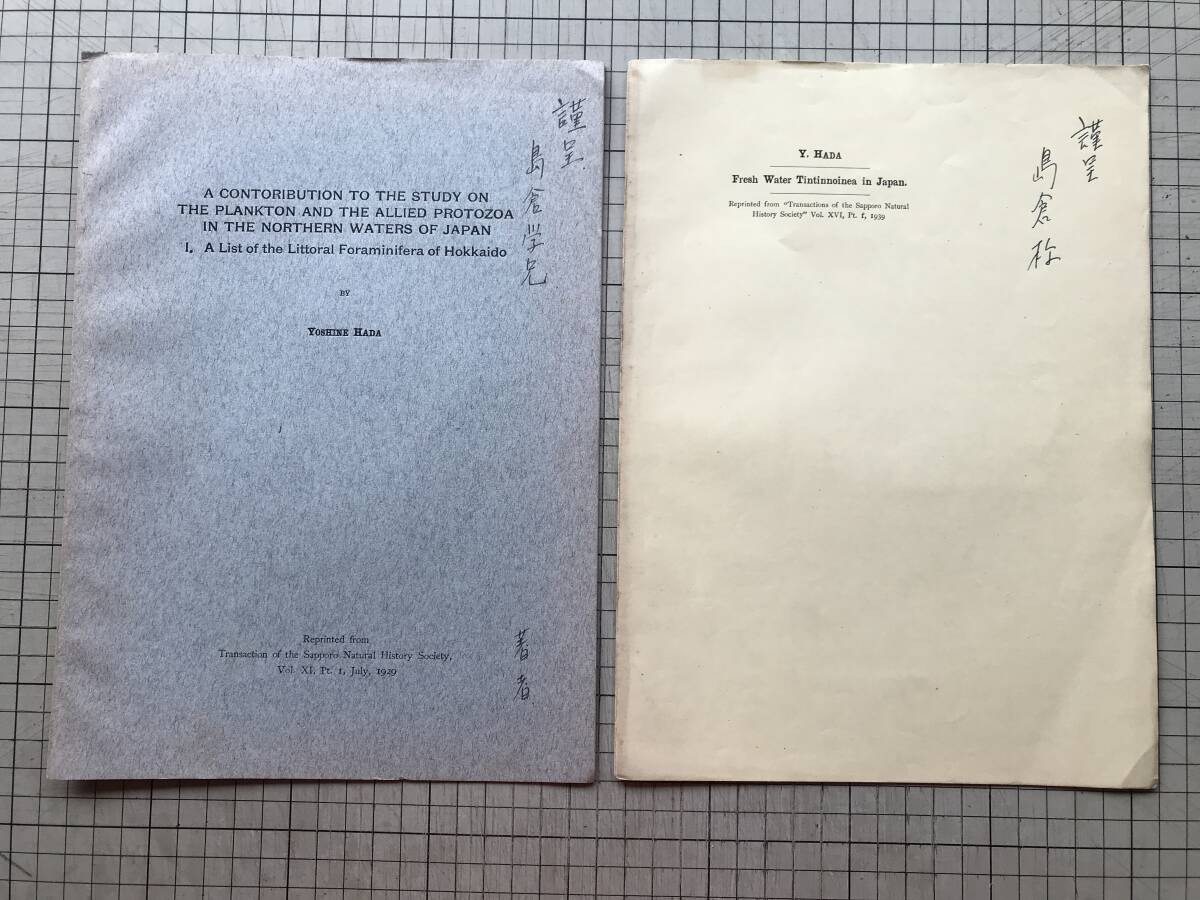 A CONTORIBUTION TO THE STUDY ON
THE PLANKTON AND THE ALLIED PROTOZOA
IN THE NORTHERN WATERS OF JAPAN
I. A List of the Littoral Foraminifera of Hokkaido
BY
YOSHINE HADA
Reprinted from
Transaction of the Sapporo Natural History Society,
Vol. XI, Pt. 1, July, 1929
謹呈
島倉学兄
著者
Y. HADA
Fresh Water Tintinnoinea in Japan.
Reprinted from "Transactions of the Sapporo Natural
History Society" Vol. XVI, Pt. f, 1939
謹呈
島倉様